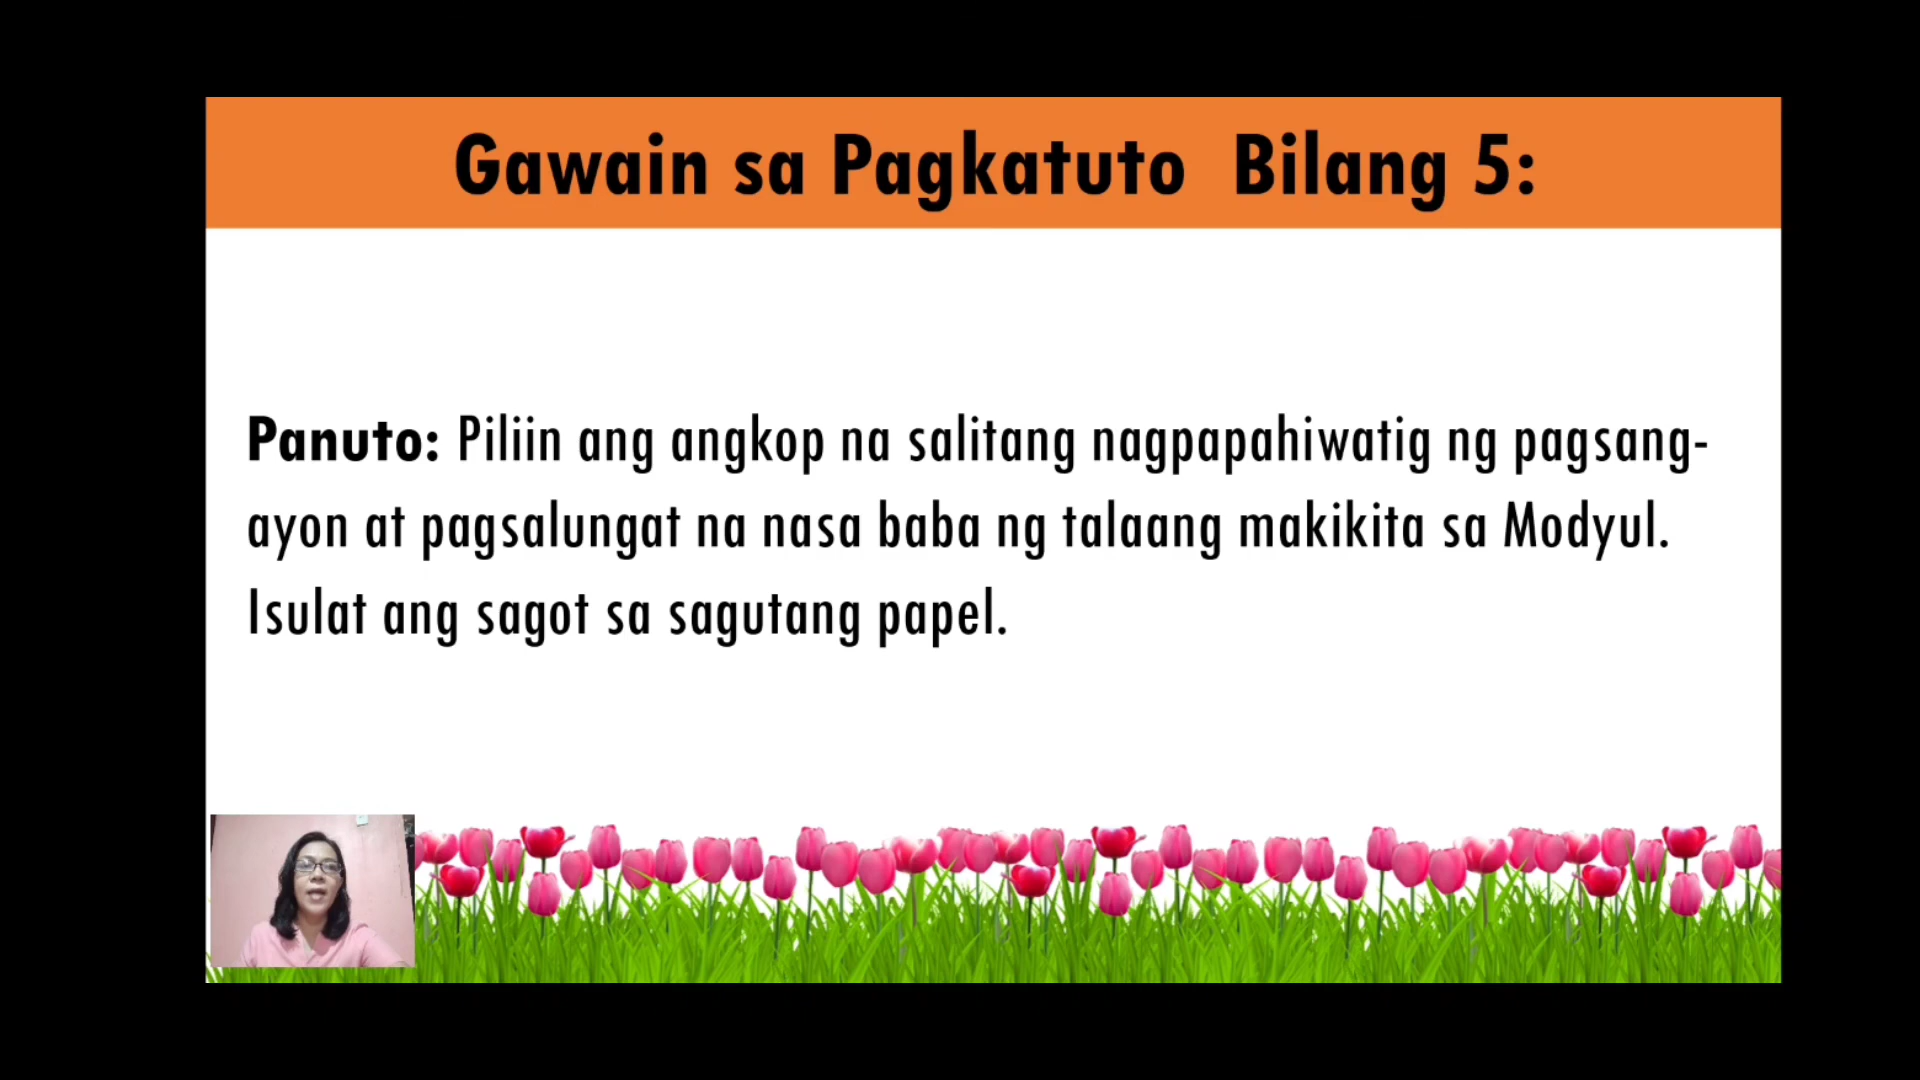 Gawain sa Pagkatuto Bilang 5:
Panuto: Piliin ang angkop na salitang nagpapahiwatig ng pagsang-
ayon at pagsalungat na nasa baba ng talaang makikita sa Modyul.
Isulat ang sagot sa sagutang papel.